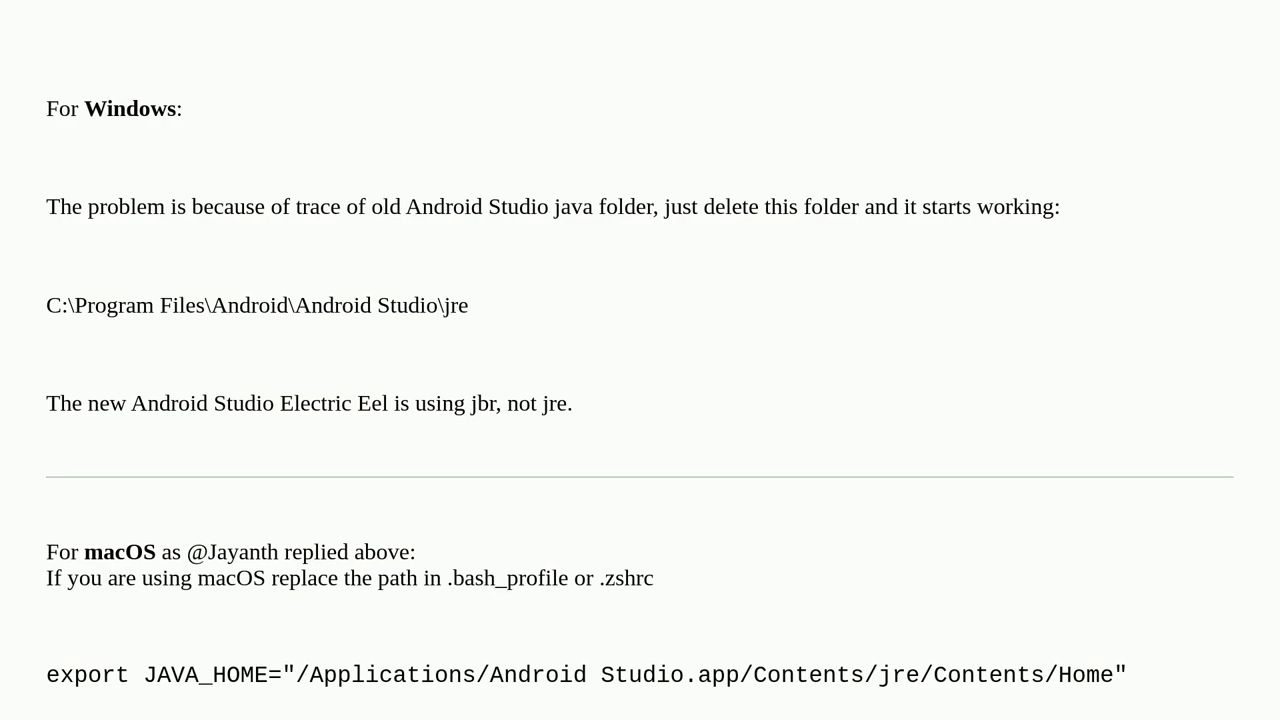 For Windows:
The problem is because of trace of old Android Studio java folder, just delete this folder and it starts working:
C:\Program Files\Android\Android Studio\jre
The new Android Studio Electric Eel is using jbr, not jre.
For macOS as @Jayanth replied above:
If you are using macOS replace the path in .bash_profile or .zshrc
export JAVA_HOME="/Applications/Android Studio.app/Contents/jre/Contents/Home"